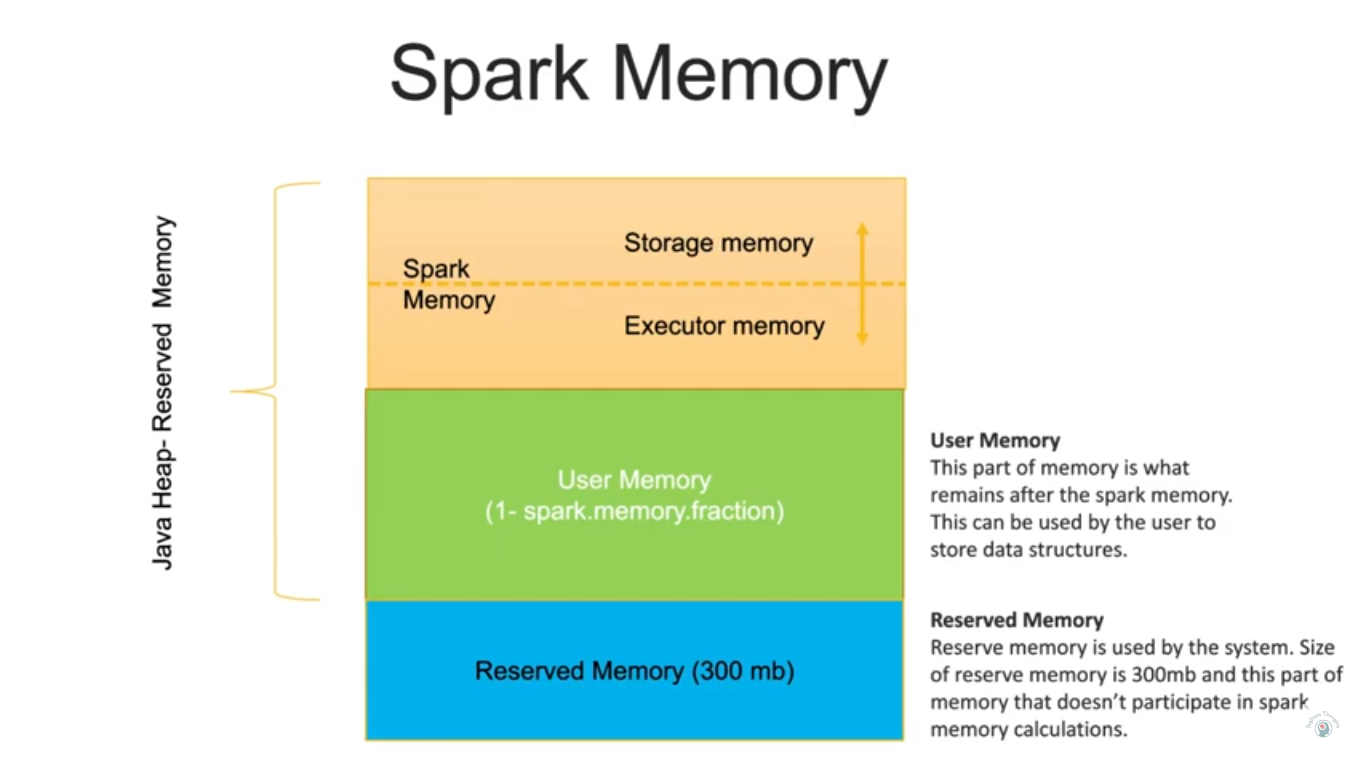 Spark Memory
Java Heap- Reserved Memory
Spark
Memory
Storage memory
Executor memory
User Memory
(1- spark.memory.fraction)
Reserved Memory (300 mb)
User Memory
This part of memory is what
remains after the spark memory.
This can be used by the user to
store data structures.
Reserved Memory
Reserve memory is used by the system. Size
of reserve memory is 300mb and this part of
memory that doesn’t participate in spark
memory calculations.